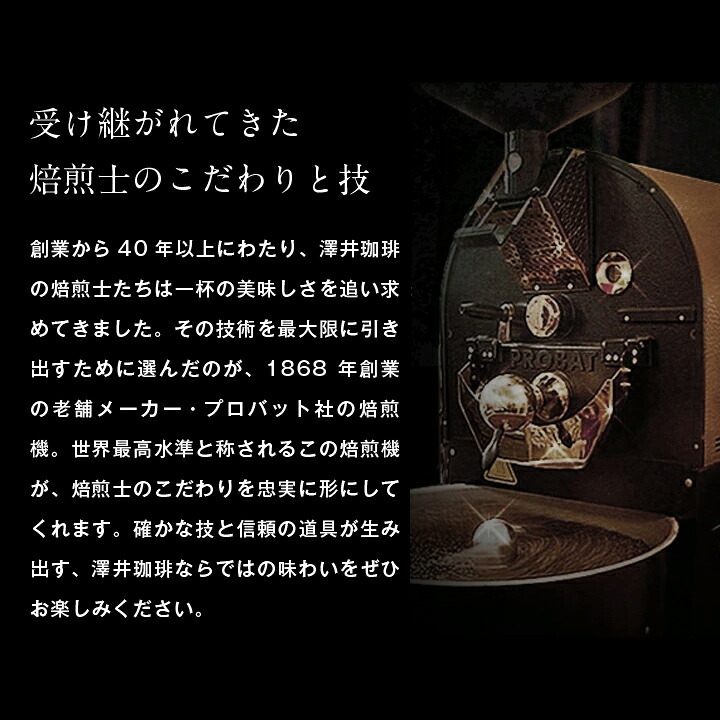 受け継がれてきた
焙煎士のこだわりと技
創業から40年以上にわたり、澤井珈琲
の焙煎士たちは一杯の美味しさを追い求
めてきました。その技術を最大限に引き
出すために選んだのが、1868 年創業
の老舗メーカー・プロバット社の焙煎
機。世界最高水準と称されるこの焙煎機
が、焙煎士のこだわりを忠実に形にして
くれます。確かな技と信頼の道具が生み
出す、澤井珈琲ならではの味わいをぜひ
お楽しみください。
PROBAT